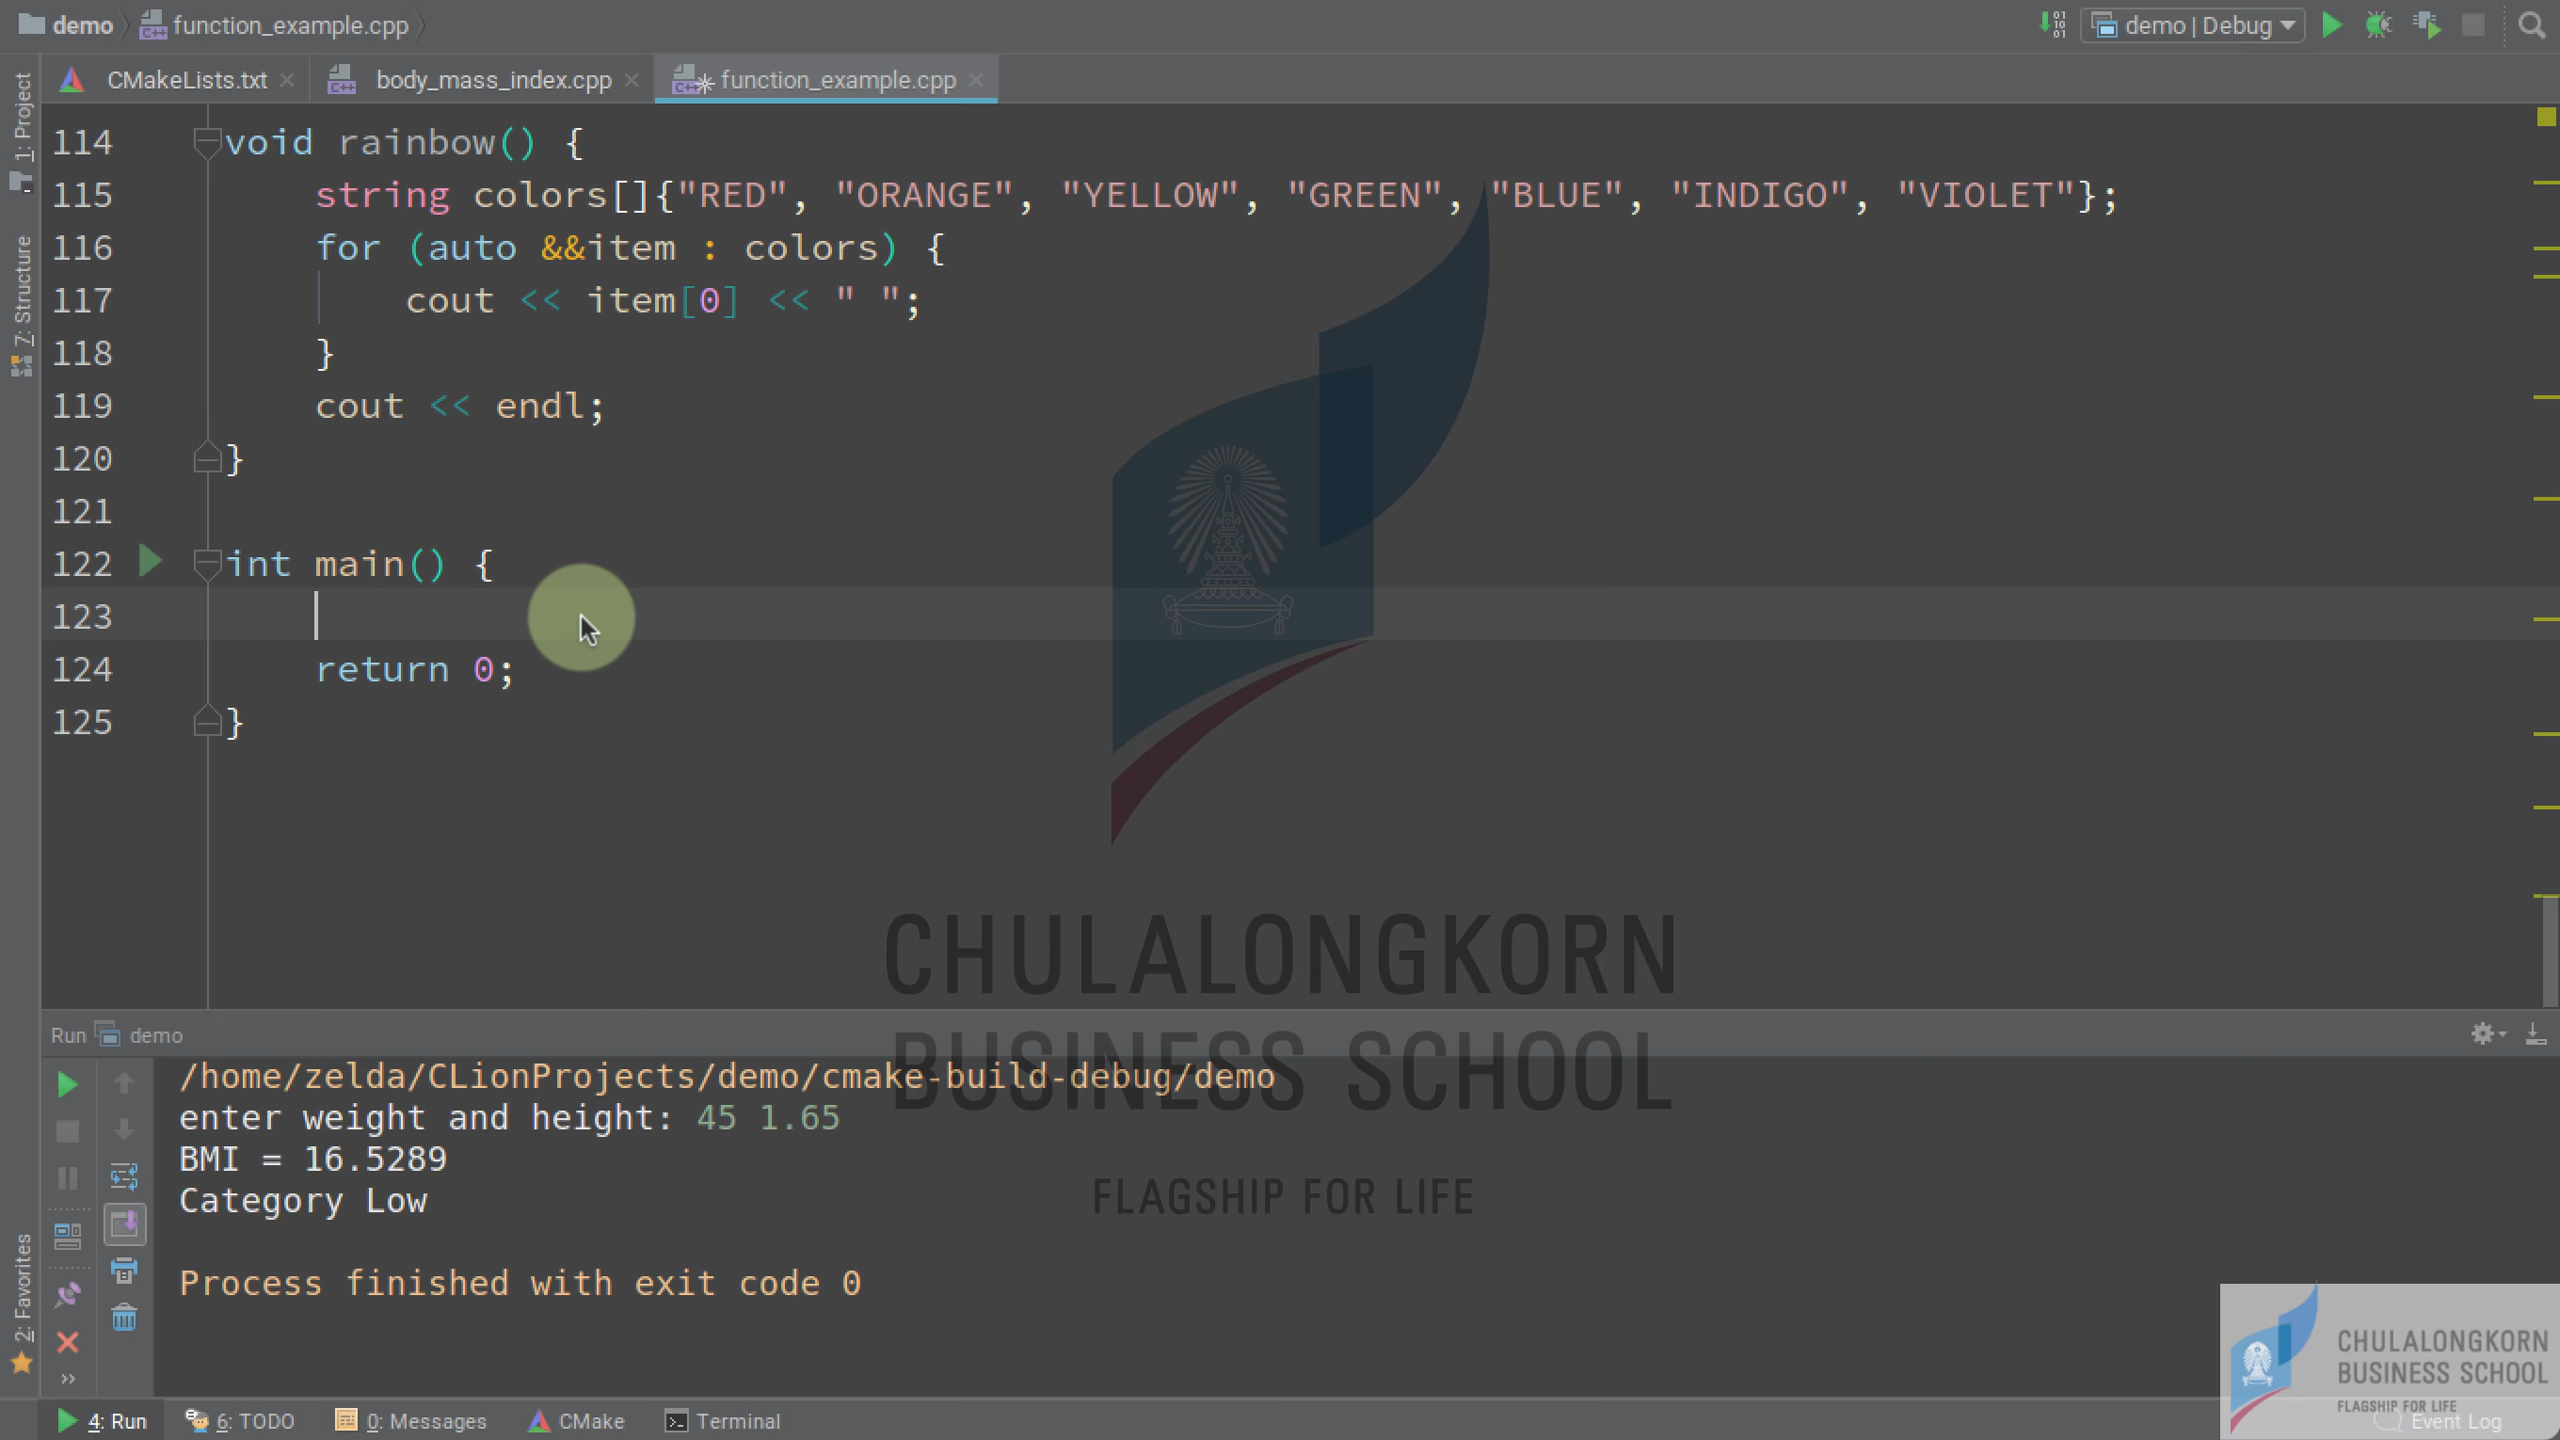 demo function_example.cpp demo | Debug
CMakeLists.txt body_mass_index.cpp function_example.cpp
1: Project
7: Structure
2: Favorites
114 void rainbow() {
115 string colors[]{"RED", "ORANGE", "YELLOW", "GREEN", "BLUE", "INDIGO", "VIOLET"};
116 for (auto &&item : colors) {
117 cout << item[0] << " ";
118 }
119 cout << endl;
120 }
121
122 int main() {
123
124 return 0;
125 }
CHULALONGKORN
BUSINESS SCHOOL
FLAGSHIP FOR LIFE
Run demo
/home/zelda/CLionProjects/demo/cmake-build-debug/demo
enter weight and height: 45 1.65
BMI = 16.5289
Category Low
Process finished with exit code 0
CHULALONGKORN
BUSINESS SCHOOL
FLAGSHIP FOR LIFE
4: Run 6: TODO 0: Messages CMake Terminal Event Log